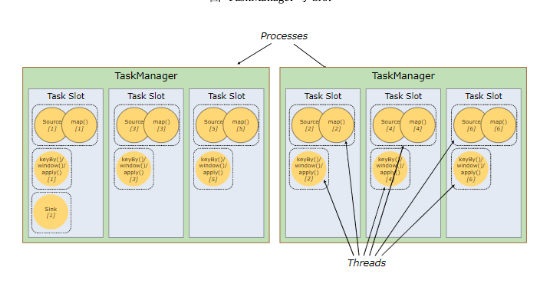 TaskManager 与 Slot
Processes
TaskManager
Task Slot
Source
[1]
map()
[1]
keyBy()/
window()/
apply()
[1]
Sink
[1]
Task Slot
Source
[3]
map()
[3]
keyBy()/
window()/
apply()
[3]
Task Slot
Source
[5]
map()
[5]
keyBy()/
window()/
apply()
[5]
TaskManager
Task Slot
Source
[2]
map()
[2]
keyBy()/
window()/
apply()
[2]
Task Slot
Source
[4]
map()
[4]
keyBy()/
window()/
apply()
[4]
Task Slot
Source
[6]
map()
[6]
keyBy()/
window()/
apply()
[6]
Threads